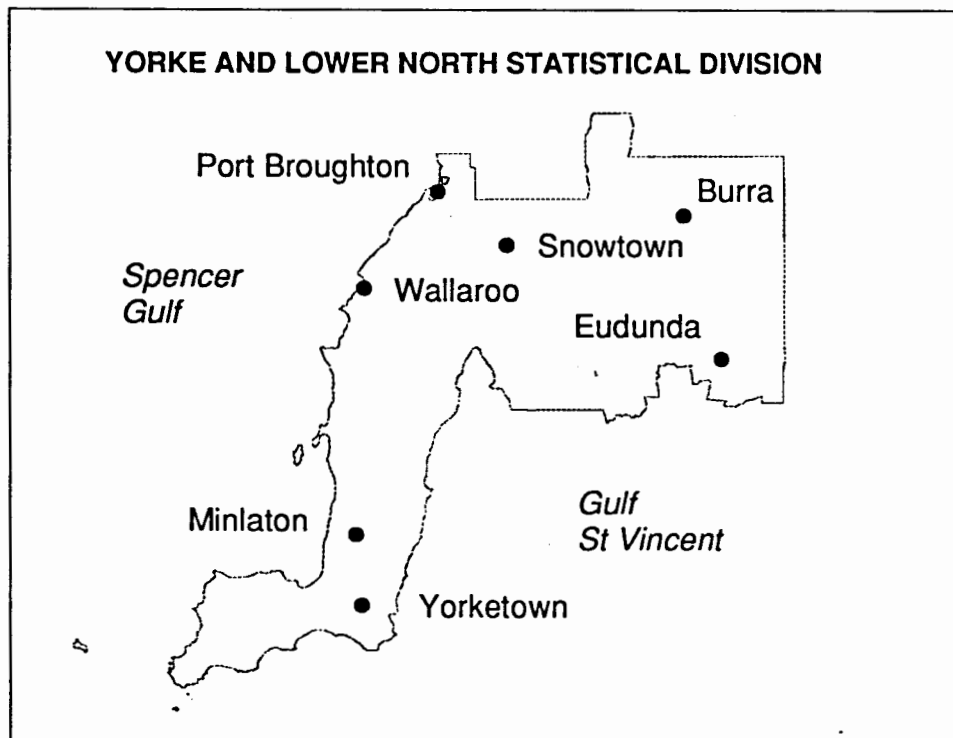 YORKE AND LOWER NORTH STATISTICAL DIVISION
Port Broughton
Burra
Snowtown
Spencer
Gulf
Wallaroo
Eudunda
Minlaton
Gulf
St Vincent
Yorketown